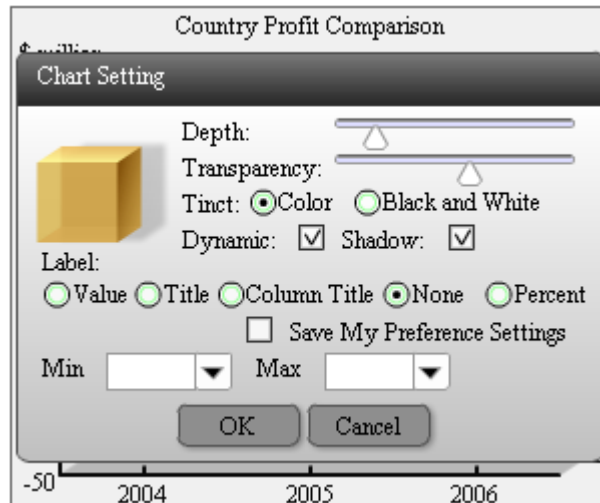 Country Profit Comparison
$ million
Chart Setting
Depth:
Transparency:
Tinct: Color Black and White
Dynamic: Shadow:
Label:
Value Title Column Title None Percent
Save My Preference Settings
Min Max
OK Cancel
-50
2004 2005 2006